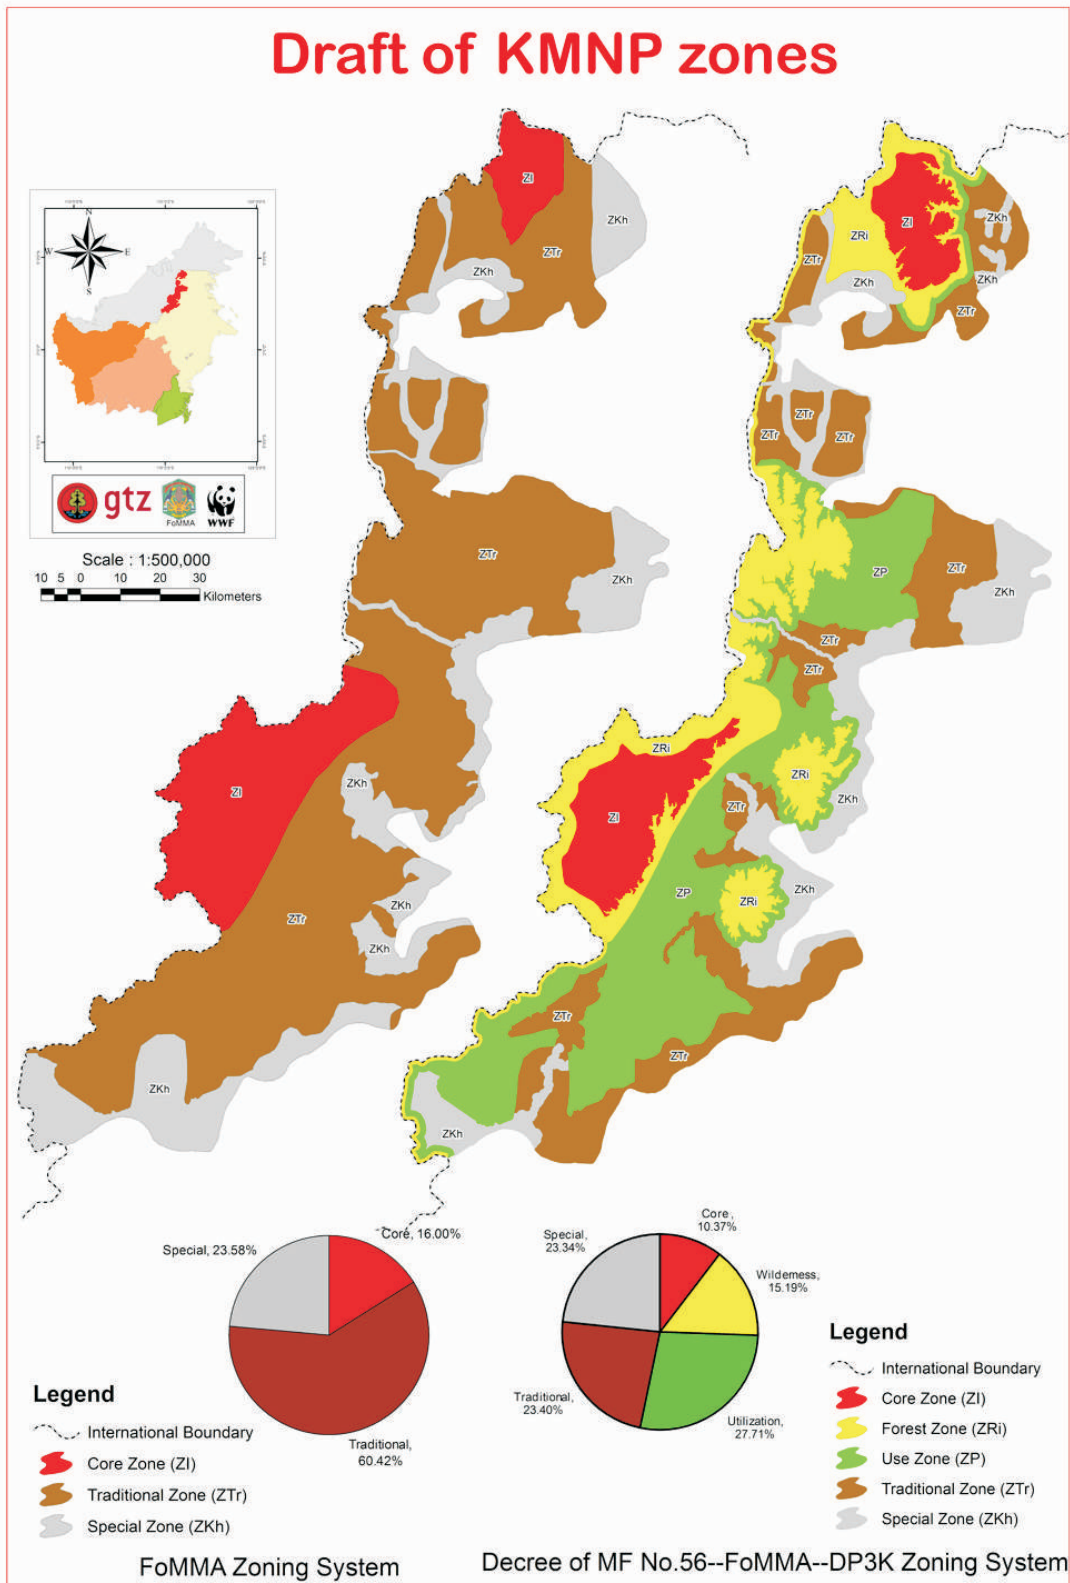 Draft of KMNP zones
ZI
ZKh
ZTr
ZKh
ZTr
ZKh
ZI
ZKh
ZTr
ZKh
ZKh
ZKh
ZI
ZKh
ZRi
ZTr
ZKh
ZKh
ZTr
ZTr
ZTr
ZTr
ZP
ZTr
ZKh
ZTr
ZTr
ZRi
ZRi
ZKh
ZTr
ZI
ZP
ZKh
ZRi
ZTr
ZTr
ZKh
N
W
E
S
gtz
FoMMA
WWF
Scale : 1:500,000
10 5 0 10 20 30
Kilometers
Core, 16.00%
Special, 23.58%
Traditional,
60.42%
Core,
10.37%
Special,
23.34%
Wilderness,
15.19%
Traditional,
23.40%
Utilization,
27.71%
Legend
International Boundary
Core Zone (ZI)
Traditional Zone (ZTr)
Special Zone (ZKh)
FoMMA Zoning System
Legend
International Boundary
Core Zone (ZI)
Forest Zone (ZRi)
Use Zone (ZP)
Traditional Zone (ZTr)
Special Zone (ZKh)
Decree of MF No.56--FoMMA--DP3K Zoning System